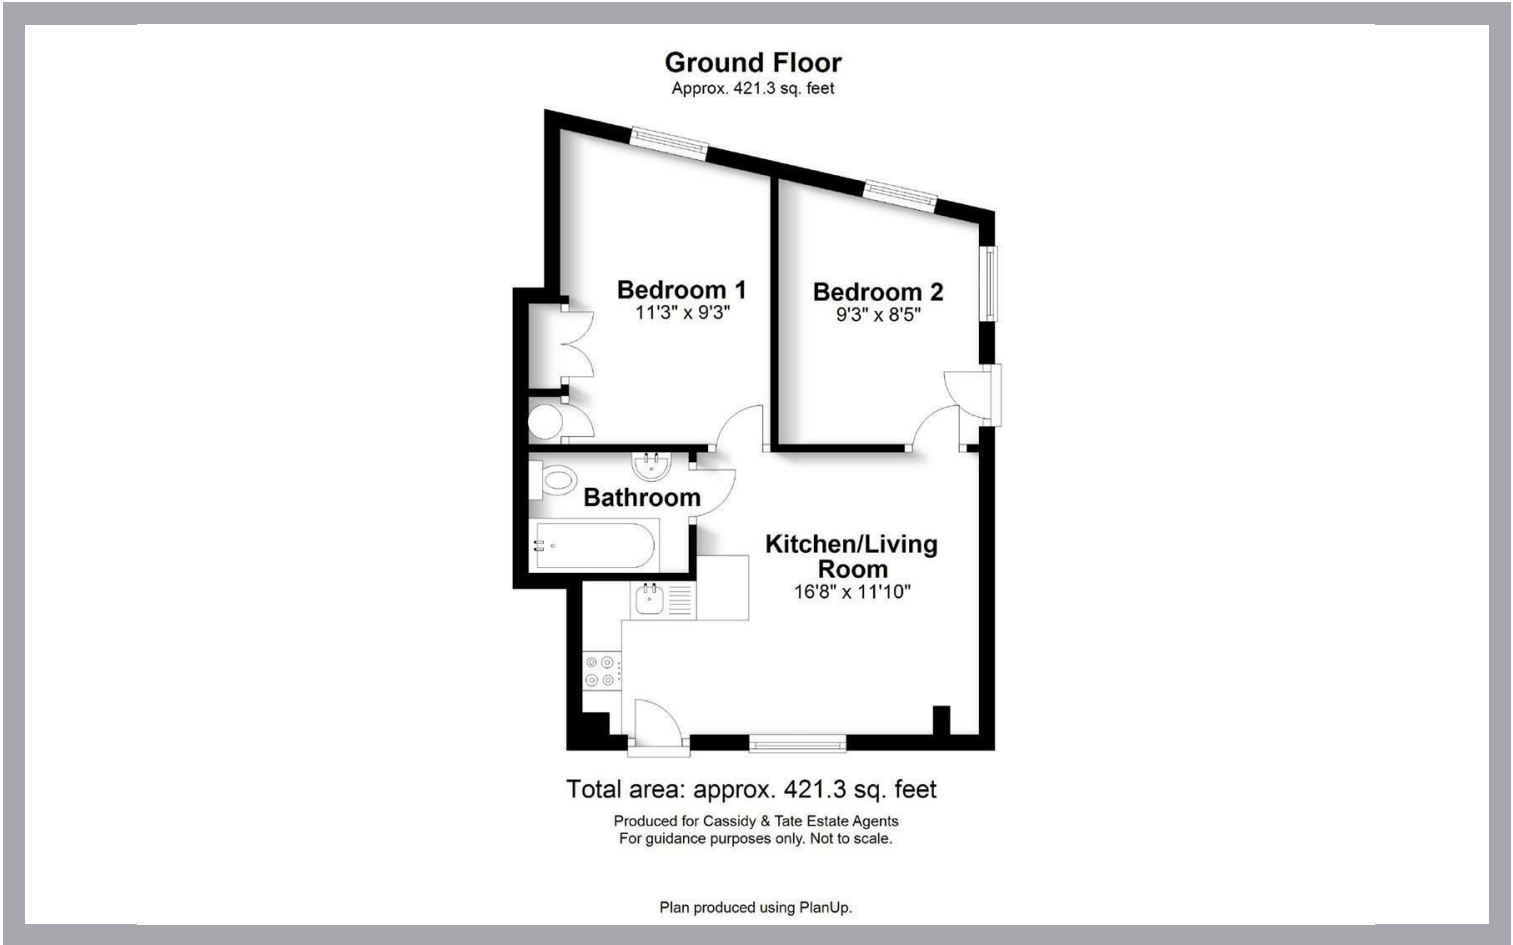 Ground Floor
Approx. 421.3 sq. feet
Bedroom 1
11'3" x 9'3"
Bedroom 2
9'3" x 8'5"
Bathroom
Kitchen/Living
Room
16'8" x 11'10"
Total area: approx. 421.3 sq. feet
Produced for Cassidy & Tate Estate Agents
For guidance purposes only. Not to scale.
Plan produced using PlanUp.